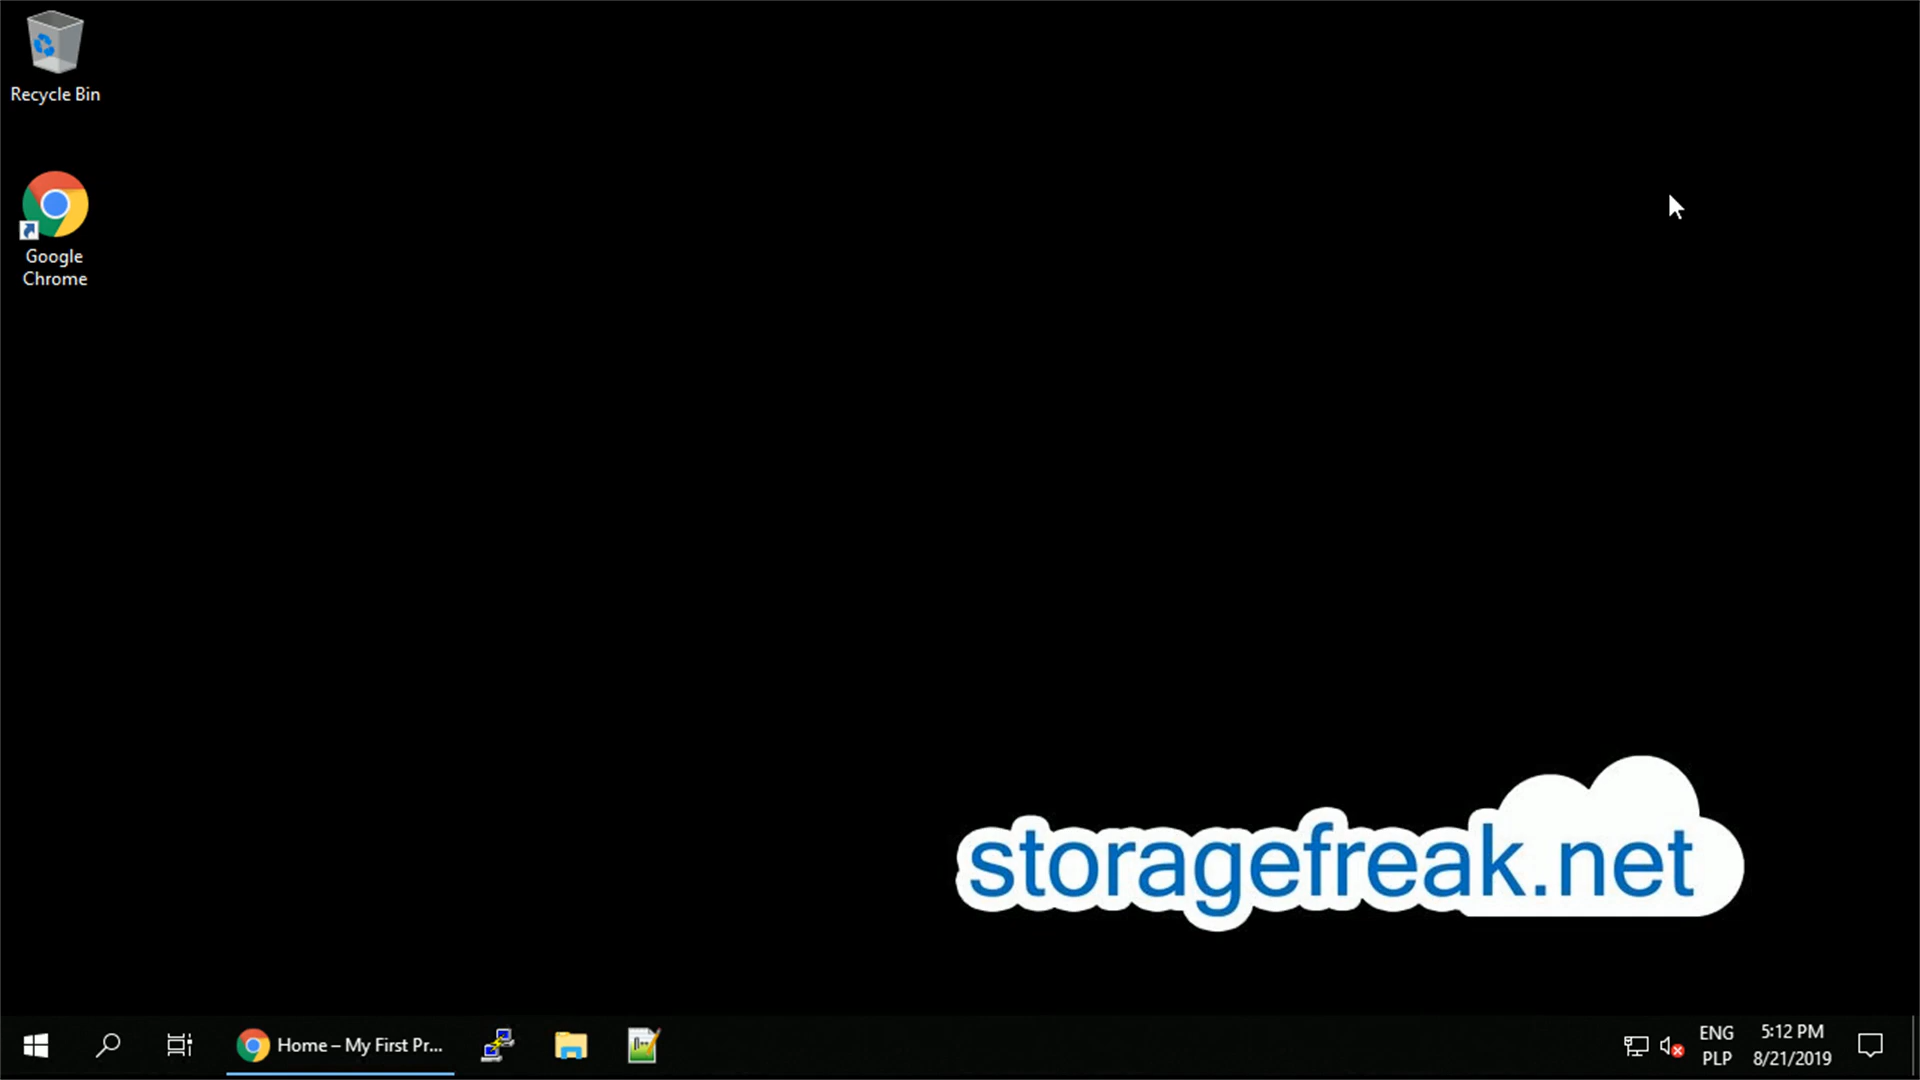 Recycle Bin
Google
Chrome
storagefreak.net
Home – My First Pr...
ENG
PLP
5:12 PM
8/21/2019